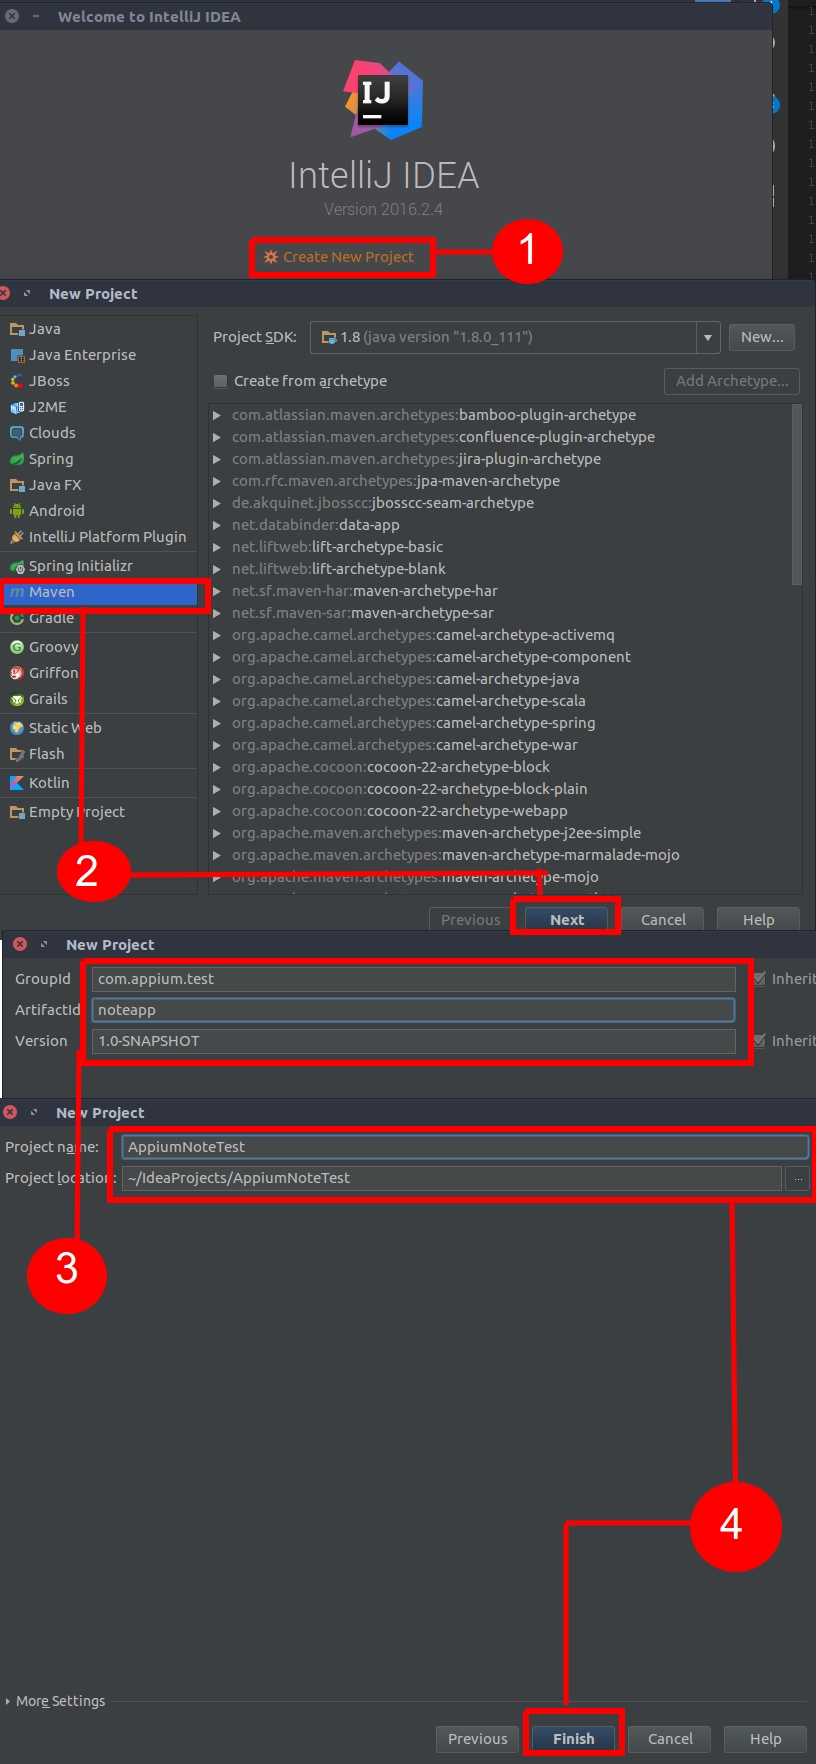 Welcome to IntelliJ IDEA
IJ
IntelliJ IDEA
Version 2016.2.4
Create New Project
1
New Project
Java
Java Enterprise
JBoss
J2ME
Clouds
Spring
Java FX
Android
IntelliJ Platform Plugin
Spring Initializr
Maven
Gradle
Groovy
Griffon
Grails
Static Web
Flash
Kotlin
Empty Project
Project SDK: 1.8 (java version "1.8.0_111") New...
Create from archetype Add Archetype...
com.atlassian.maven.archetypes:bamboo-plugin-archetype
com.atlassian.maven.archetypes:confluence-plugin-archetype
com.atlassian.maven.archetypes:jira-plugin-archetype
com.rfc.maven.archetypes:jpa-maven-archetype
de.akquinet.jbosscc:jbosscc-seam-archetype
net.databinder:data-app
net.liftweb:lift-archetype-basic
net.liftweb:lift-archetype-blank
net.sf.maven-har:maven-archetype-har
net.sf.maven-sar:maven-archetype-sar
org.apache.camel.archetypes:camel-archetype-activemq
org.apache.camel.archetypes:camel-archetype-component
org.apache.camel.archetypes:camel-archetype-java
org.apache.camel.archetypes:camel-archetype-scala
org.apache.camel.archetypes:camel-archetype-spring
org.apache.camel.archetypes:camel-archetype-war
org.apache.cocoon:cocoon-22-archetype-block
org.apache.cocoon:cocoon-22-archetype-block-plain
org.apache.cocoon:cocoon-22-archetype-webapp
org.apache.maven.archetypes:maven-archetype-j2ee-simple
org.apache.maven.archetypes:maven-archetype-marmalade-mojo
org.apache.maven.archetypes:maven-archetype-mojo
2
Previous Next Cancel Help
New Project
GroupId com.appium.test Inherit
ArtifactId noteapp
Version 1.0-SNAPSHOT Inherit
New Project
Project name: AppiumNoteTest
Project location: ~/IdeaProjects/AppiumNoteTest ...
3
4
More Settings
Previous Finish Cancel Help